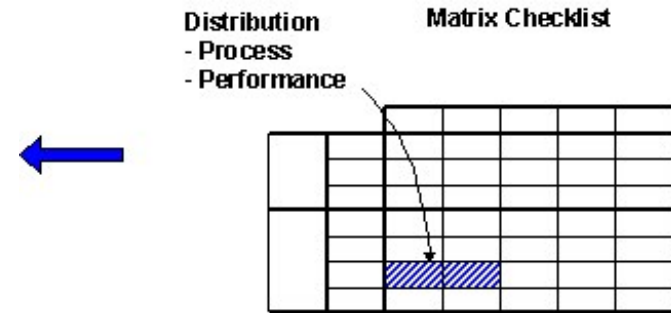 Distribution
- Process
- Performance
Matrix Checklist